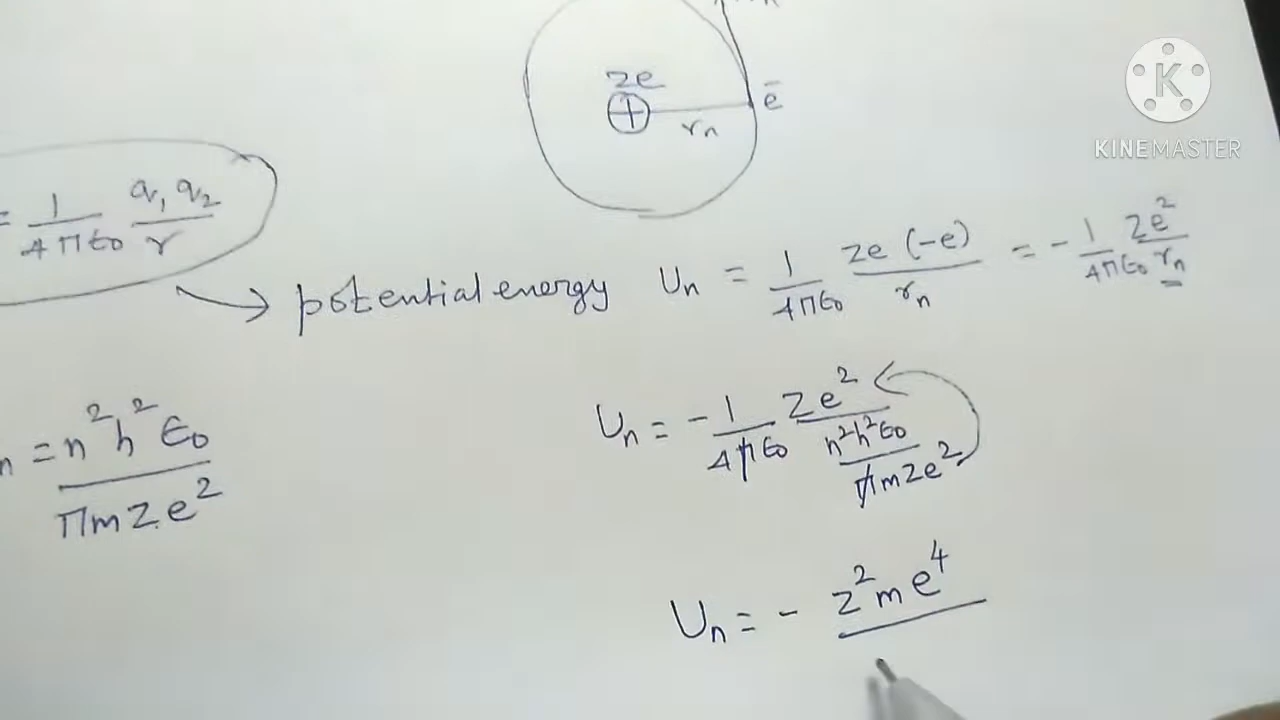 ze
rn
ē
KINEMASTER
= 1/4πε₀ q₁q₂/r
potential energy Un = 1/4πε₀ Ze(-e)/rn = - 1/4πε₀ Ze²/rn
n = n²h²ε₀/πmZe²
Un = - 1/4πε₀ Ze²/(n²h²ε₀/πmZe²)
Un = - Z²me⁴